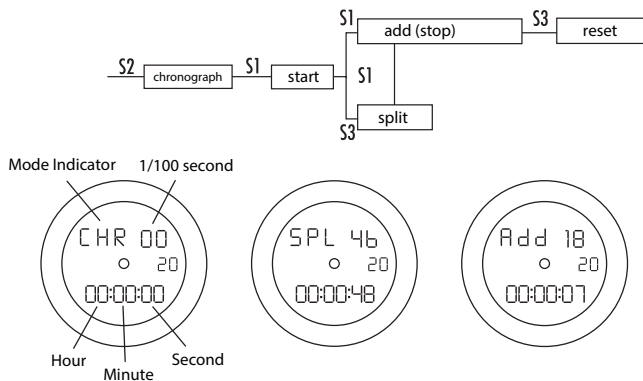 S1 add (stop) S3 reset
S2 chronograph S1 start S1
S3 split
Mode Indicator 1/100 second
CHR 00
20
00:00:00
SPL 46
20
00:00:48
Add 18
20
00:00:07
Hour Minute Second